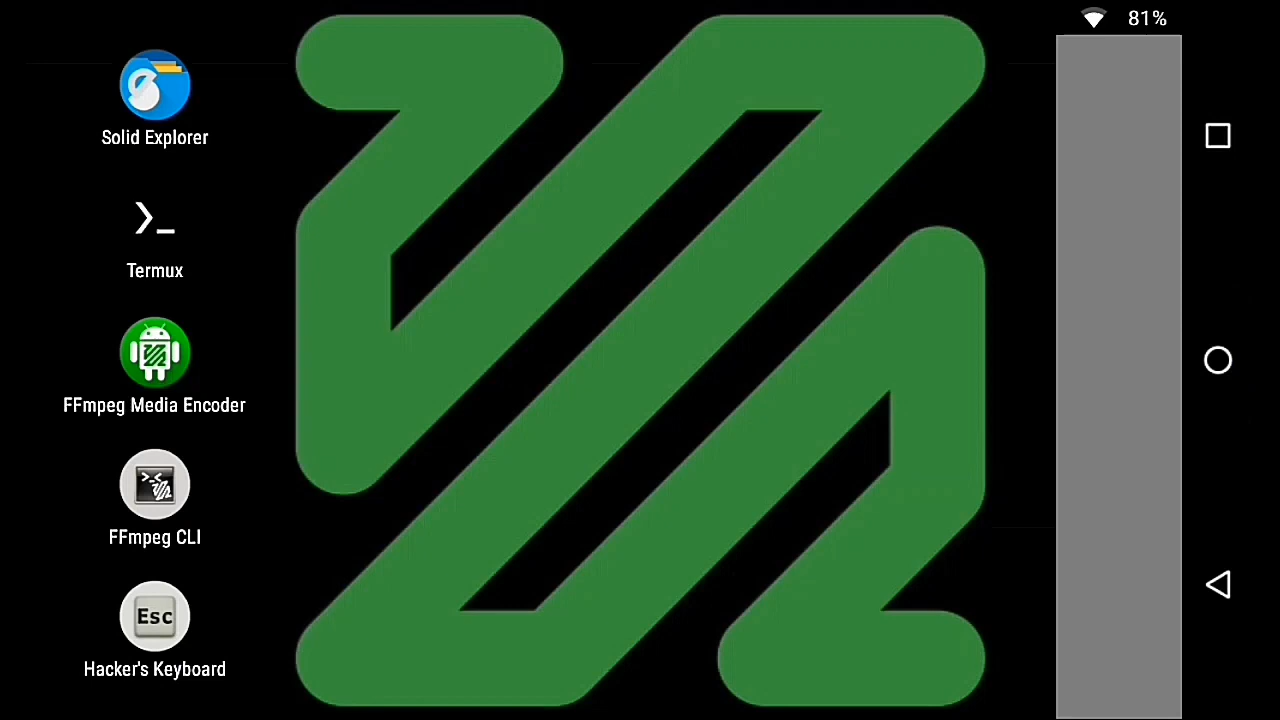 81%
Solid Explorer
Termux
FFmpeg Media Encoder
FFmpeg CLI
Esc
Hacker's Keyboard